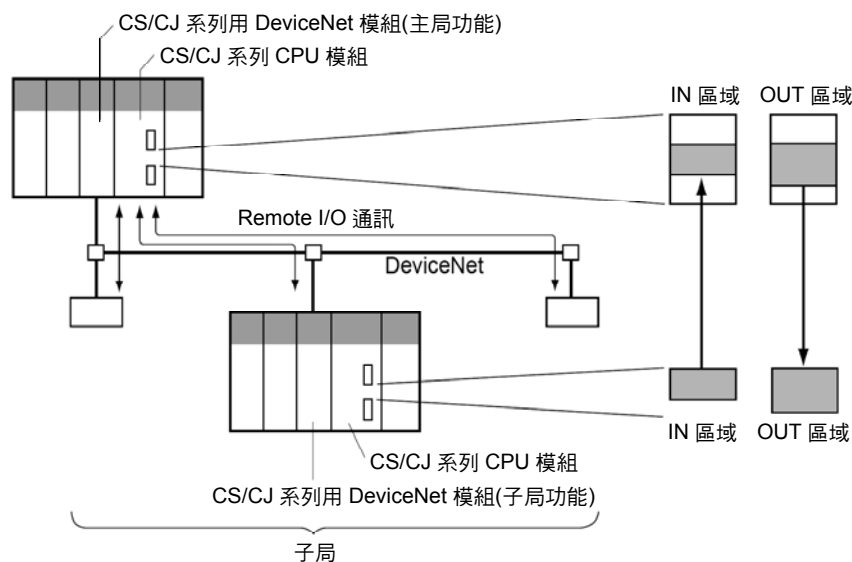 CS/CJ 系列用 DeviceNet 模組(主局功能)
CS/CJ 系列 CPU 模組
IN 區域
OUT 區域
Remote I/O 通訊
DeviceNet
IN 區域
OUT 區域
CS/CJ 系列 CPU 模組
CS/CJ 系列用 DeviceNet 模組(子局功能)
子局